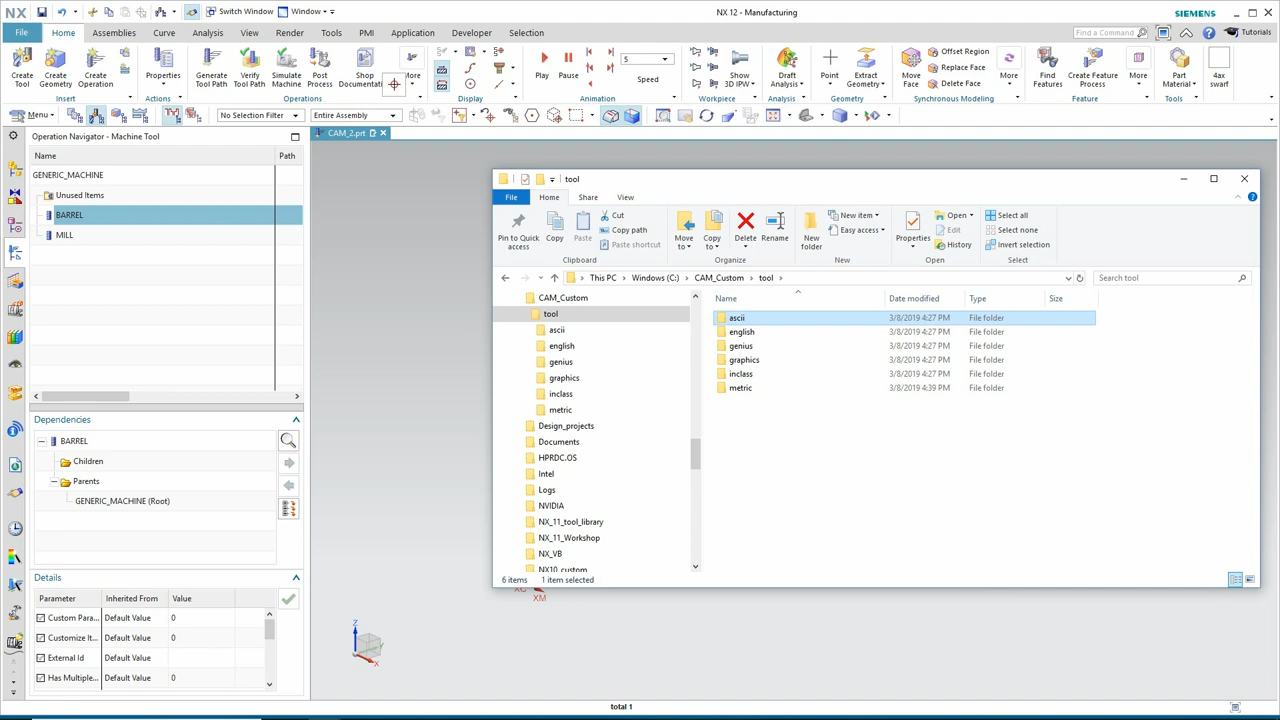 NX
Switch Window
Window
NX 12 - Manufacturing
SIEMENS
File
Home
Assemblies
Curve
Analysis
View
Render
Tools
PMI
Application
Developer
Selection
Find a Command
Tutorials
Create Tool
Create Geometry
Create Operation
Properties
Generate Tool Path
Verify Tool Path
Simulate Machine
Post Process
Shop Documentation
More
Play
Pause
5
Speed
Show 3D IPW
Draft Analysis
Point
Extract Geometry
Move Face
Offset Region
Replace Face
Delete Face
More
Find Features
Create Feature Process
More
Part Material
4ax swarf
Insert
Actions
Operations
Display
Animation
Workpiece
Analysis
Geometry
Synchronous Modeling
Feature
Tools
Menu
No Selection Filter
Entire Assembly
Operation Navigator - Machine Tool
CAM_2.prt
Name
Path
GENERIC_MACHINE
Unused Items
BARREL
MILL
Dependencies
BARREL
Children
Parents
GENERIC_MACHINE (Root)
Details
Parameter
Inherited From
Value
Custom Para...
Default Value
0
Customize It...
Default Value
0
External Id
Default Value
Has Multiple...
Default Value
0
tool
File
Home
Share
View
Pin to Quick access
Copy
Paste
Cut
Copy path
Paste shortcut
Move to
Copy to
Delete
Rename
New folder
New item
Easy access
Properties
Open
Edit
History
Select all
Select none
Invert selection
Clipboard
Organize
New
Open
Select
This PC
Windows (C:)
CAM_Custom
tool
Search tool
CAM_Custom
tool
ascii
english
genius
graphics
inclass
metric
Design_projects
Documents
HPRDC.OS
Intel
Logs
NVIDIA
NX_11_tool_library
NX_11_Workshop
NX_VB
NX10_custom
Name
Date modified
Type
Size
ascii
3/8/2019 4:27 PM
File folder
english
3/8/2019 4:27 PM
File folder
genius
3/8/2019 4:27 PM
File folder
graphics
3/8/2019 4:27 PM
File folder
inclass
3/8/2019 4:27 PM
File folder
metric
3/8/2019 4:39 PM
File folder
6 items
1 item selected
XC
XM
Z
X
total 1